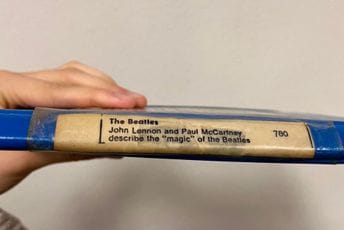 The Beatles
John Lennon and Paul McCartney
describe the "magic" of the Beatles
780